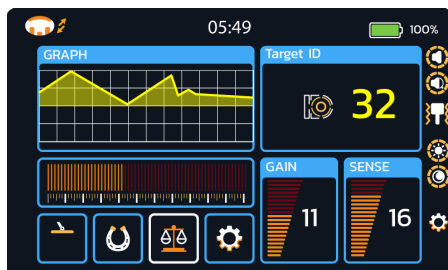 05:49
100%
GRAPH
Target ID
32
GAIN
SENSE
11
16